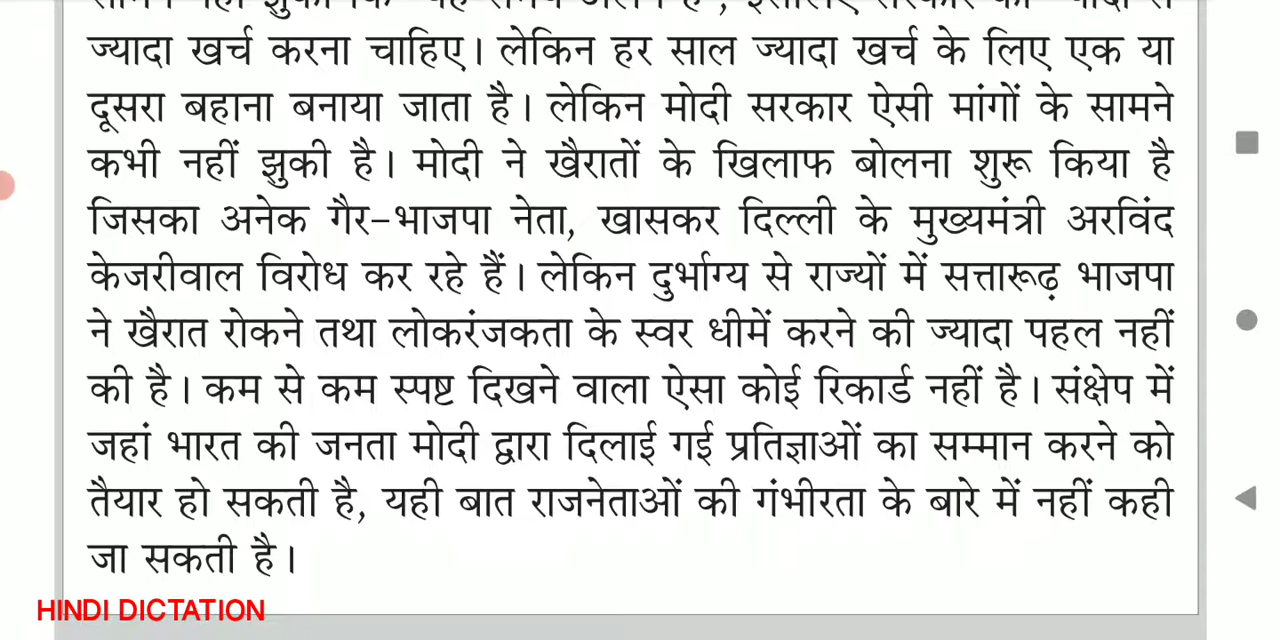 ज्यादा खर्च करना चाहिए। लेकिन हर साल ज्यादा खर्च के लिए एक या
दूसरा बहाना बनाया जाता है। लेकिन मोदी सरकार ऐसी मांगों के सामने
कभी नहीं झुकी है। मोदी ने खैरातों के खिलाफ बोलना शुरू किया है
जिसका अनेक गैर-भाजपा नेता, खासकर दिल्ली के मुख्यमंत्री अरविंद
केजरीवाल विरोध कर रहे हैं। लेकिन दुर्भाग्य से राज्यों में सत्तारूढ़ भाजपा
ने खैरात रोकने तथा लोकरंजकता के स्वर धीमें करने की ज्यादा पहल नहीं
की है। कम से कम स्पष्ट दिखने वाला ऐसा कोई रिकार्ड नहीं है। संक्षेप में
जहां भारत की जनता मोदी द्वारा दिलाई गई प्रतिज्ञाओं का सम्मान करने को
तैयार हो सकती है, यही बात राजनेताओं की गंभीरता के बारे में नहीं कही
जा सकती है।
HINDI DICTATION